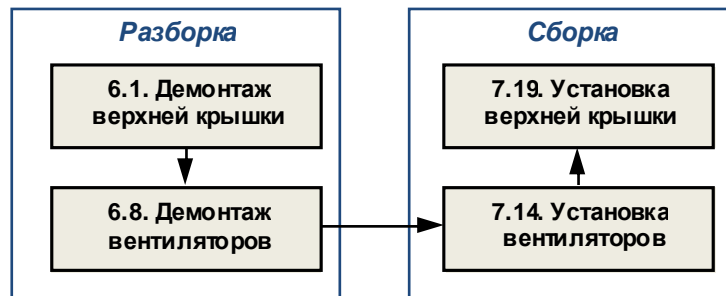 Разборка
6.1. Демонтаж
верхней крышки
6.8. Демонтаж
вентиляторов
Сборка
7.19. Установка
верхней крышки
7.14. Установка
вентиляторов